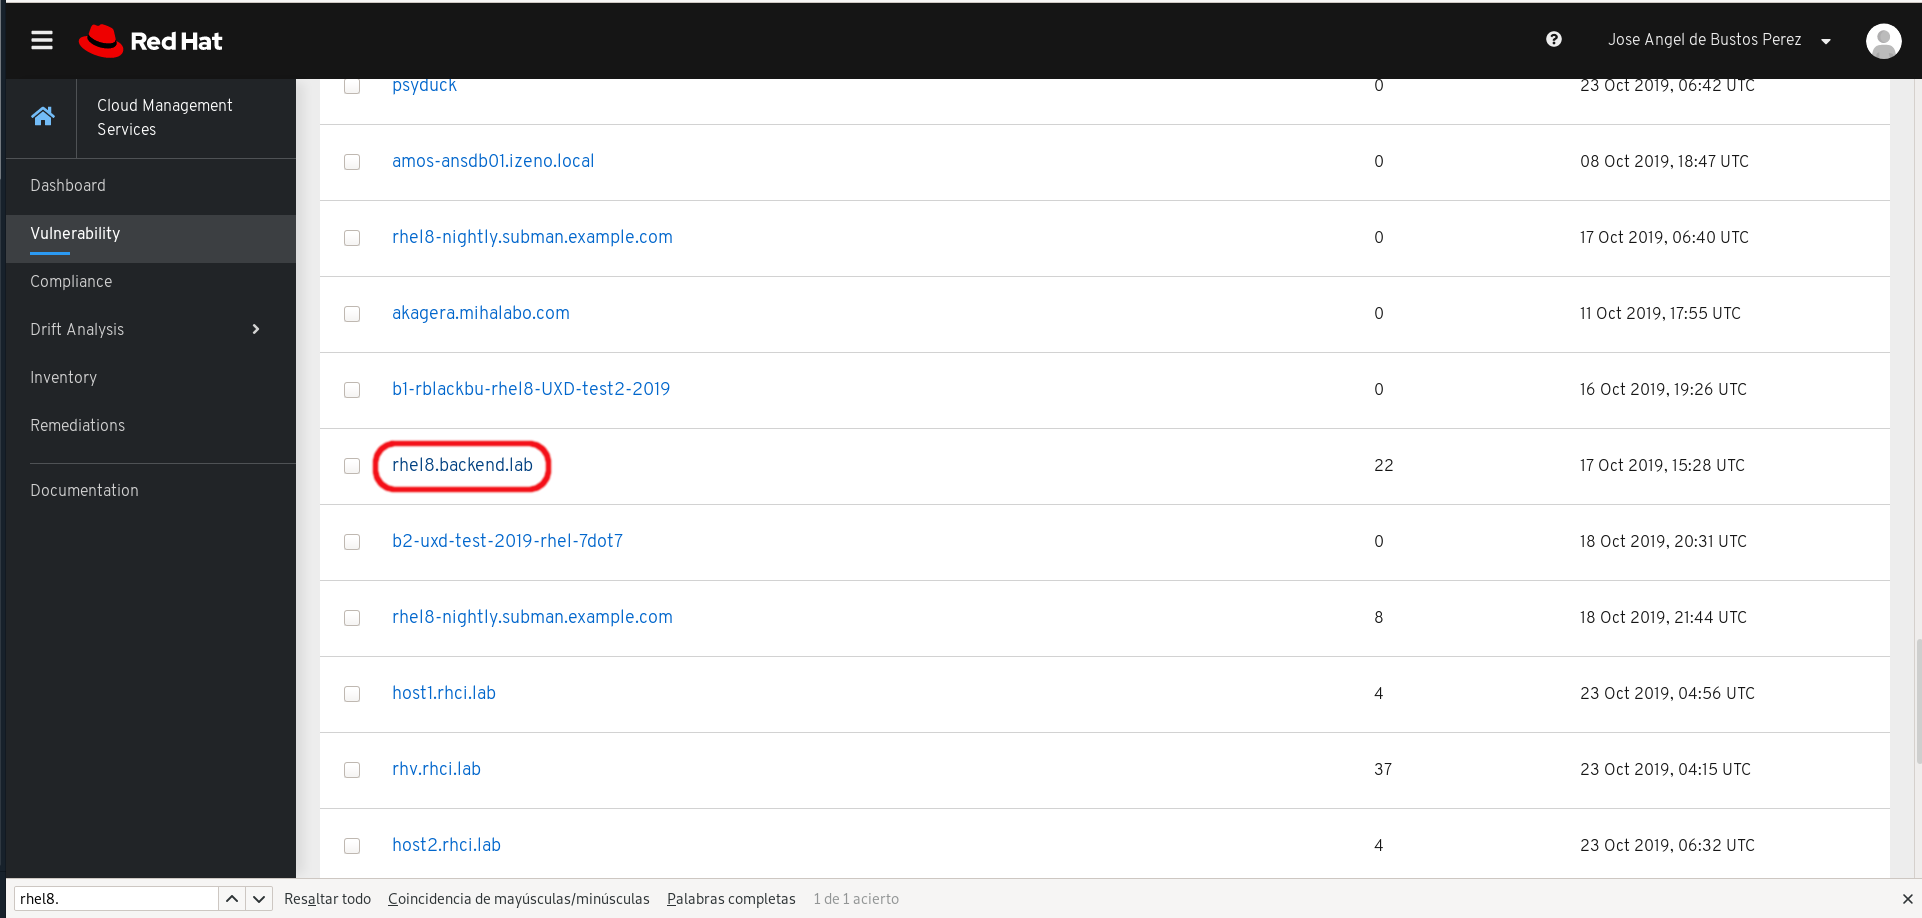 Red Hat
Jose Angel de Bustos Perez
Cloud Management
Services
Dashboard
Vulnerability
Compliance
Drift Analysis
Inventory
Remediations
Documentation
psyduck 0 23 Oct 2019, 06:42 UTC
amos-ansdb01.izeno.local 0 08 Oct 2019, 18:47 UTC
rhel8-nightly.subman.example.com 0 17 Oct 2019, 06:40 UTC
akagera.mihalabo.com 0 11 Oct 2019, 17:55 UTC
b1-rblackbu-rhel8-UXD-test2-2019 0 16 Oct 2019, 19:26 UTC
rhel8.backend.lab 22 17 Oct 2019, 15:28 UTC
b2-uxd-test-2019-rhel-7dot7 0 18 Oct 2019, 20:31 UTC
rhel8-nightly.subman.example.com 8 18 Oct 2019, 21:44 UTC
host1.rhci.lab 4 23 Oct 2019, 04:56 UTC
rhv.rhci.lab 37 23 Oct 2019, 04:15 UTC
host2.rhci.lab 4 23 Oct 2019, 06:32 UTC
rhel8. Resaltar todo Coincidencia de mayúsculas/minúsculas Palabras completas 1 de 1 acierto